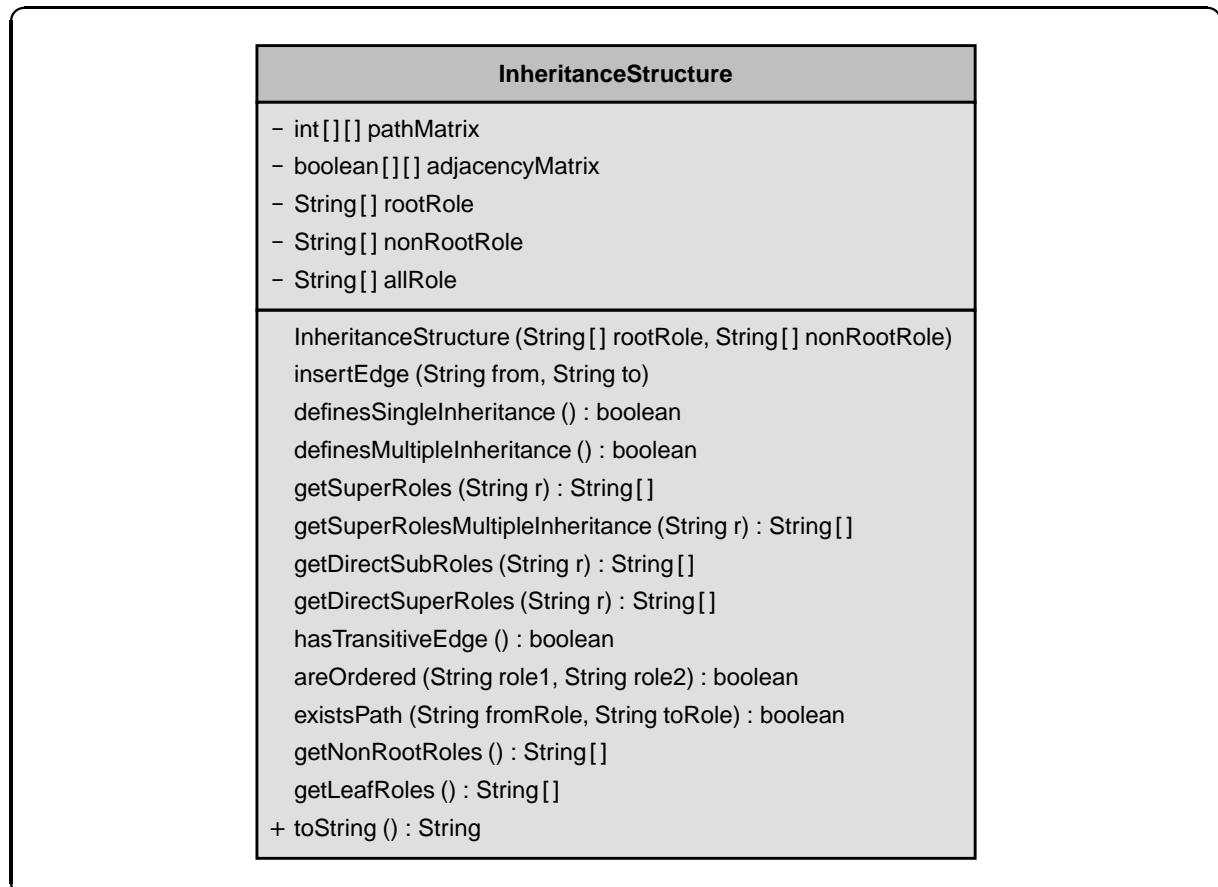 InheritanceStructure
− int[][] pathMatrix
− boolean[][] adjacencyMatrix
− String[] rootRole
− String[] nonRootRole
− String[] allRole
InheritanceStructure (String[] rootRole, String[] nonRootRole)
insertEdge (String from, String to)
definesSingleInheritance () : boolean
definesMultipleInheritance () : boolean
getSuperRoles (String r) : String[]
getSuperRolesMultipleInheritance (String r) : String[]
getDirectSubRoles (String r) : String[]
getDirectSuperRoles (String r) : String[]
hasTransitiveEdge () : boolean
areOrdered (String role1, String role2) : boolean
existsPath (String fromRole, String toRole) : boolean
getNonRootRoles () : String[]
getLeafRoles () : String[]
+ toString () : String